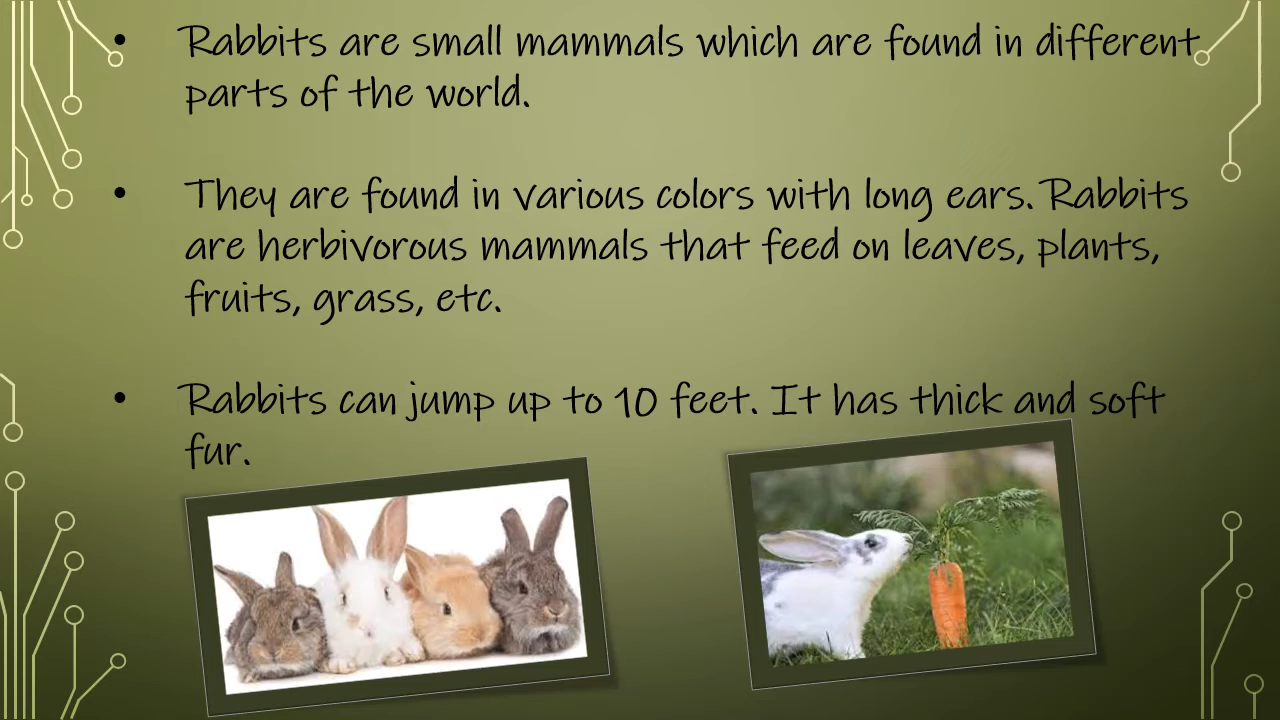 • Rabbits are small mammals which are found in different
parts of the world.
• They are found in various colors with long ears. Rabbits
are herbivorous mammals that feed on leaves, plants,
fruits, grass, etc.
• Rabbits can jump up to 10 feet. It has thick and soft
fur.